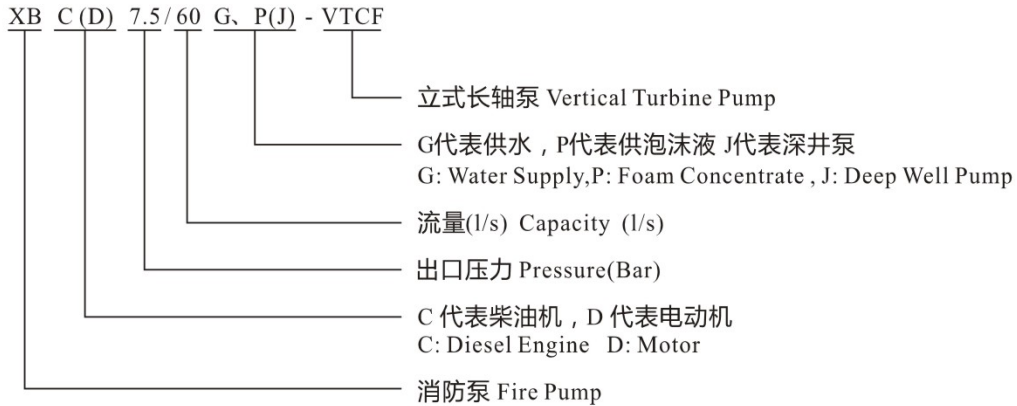 XB C (D) 7.5 / 60 G、P(J) - VTCF
立式长轴泵 Vertical Turbine Pump
G代表供水，P代表供泡沫液 J代表深井泵
G: Water Supply,P: Foam Concentrate , J: Deep Well Pump
流量(l/s) Capacity (l/s)
出口压力 Pressure(Bar)
C 代表柴油机，D 代表电动机
C: Diesel Engine D: Motor
消防泵 Fire Pump